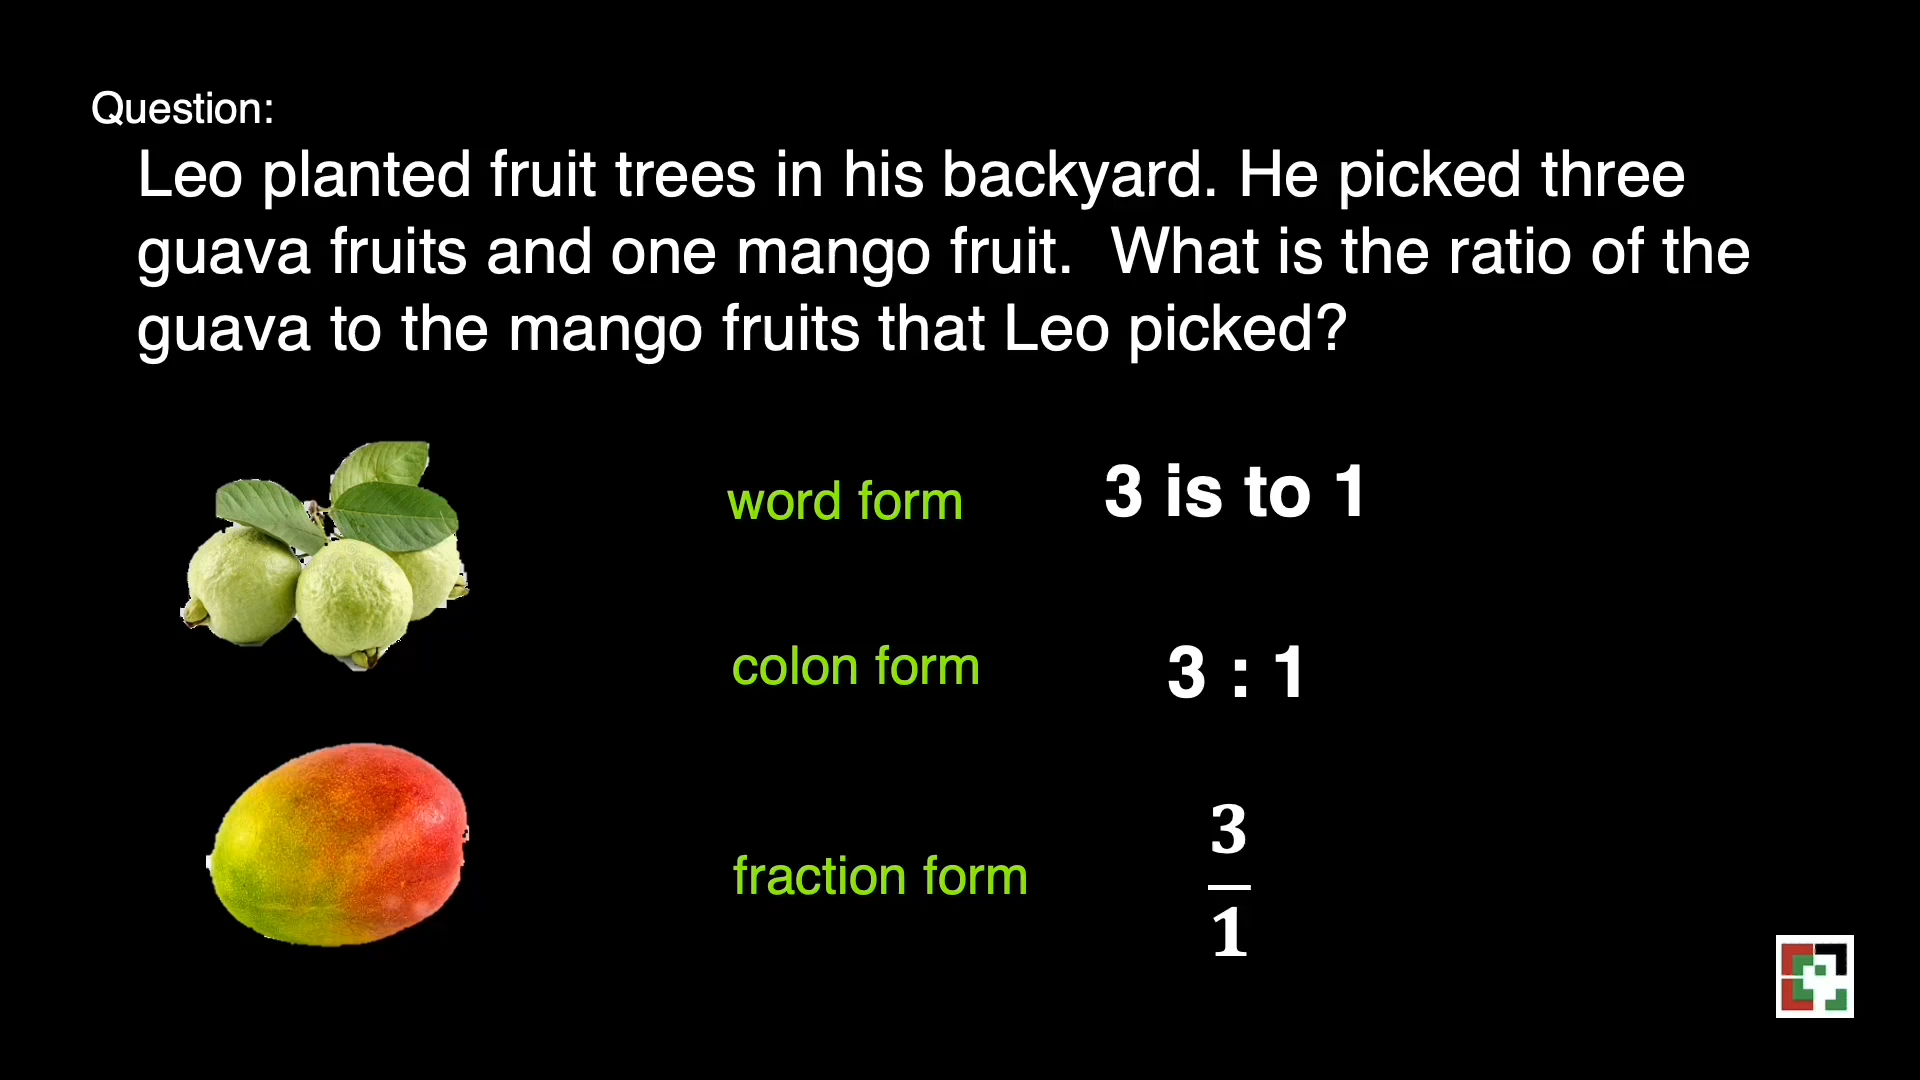 Question:
Leo planted fruit trees in his backyard. He picked three
guava fruits and one mango fruit.  What is the ratio of the
guava to the mango fruits that Leo picked?
word form 3 is to 1
colon form 3 : 1
fraction form 3/1